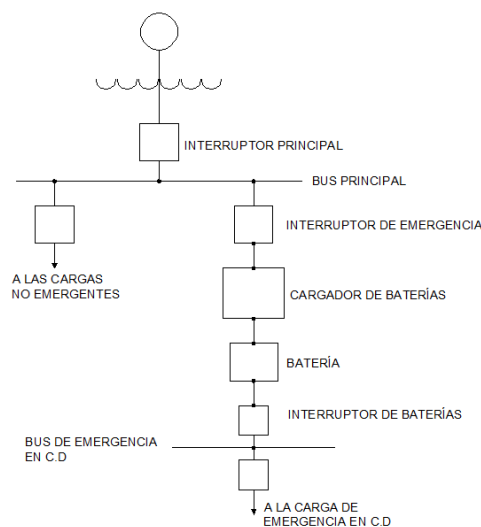 INTERRUPTOR PRINCIPAL
BUS PRINCIPAL
INTERRUPTOR DE EMERGENCIA
A LAS CARGAS
NO EMERGENTES
CARGADOR DE BATERÍAS
BATERÍA
INTERRUPTOR DE BATERÍAS
BUS DE EMERGENCIA
EN C.D
A LA CARGA DE
EMERGENCIA EN C.D